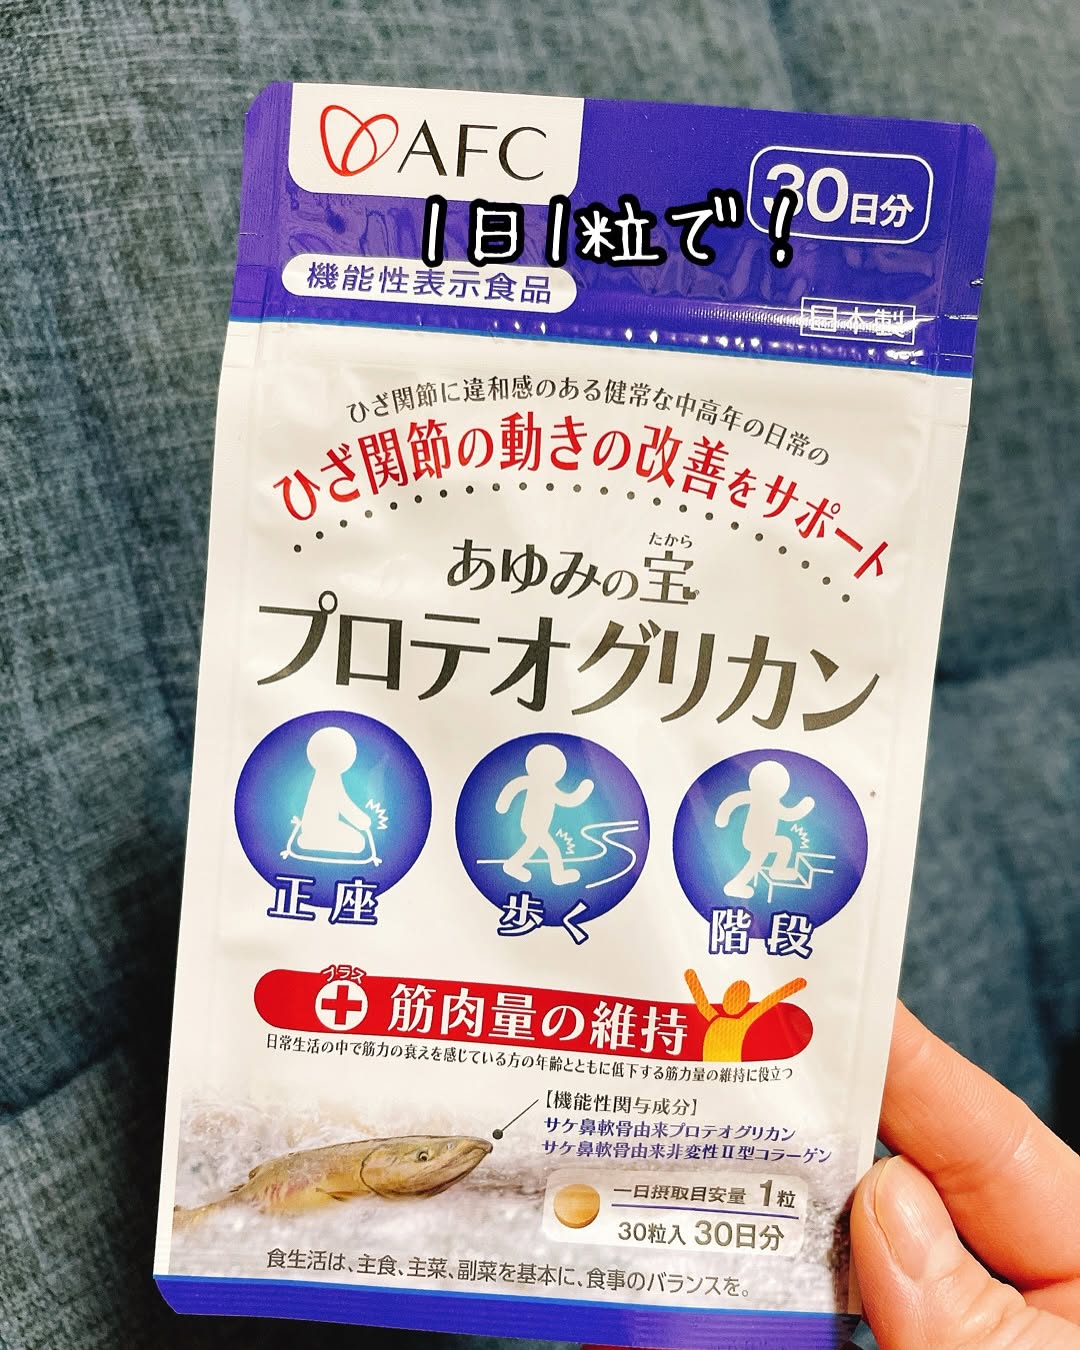 AFC
30日分
1日1粒で!
機能性表示食品
日本製
ひざ関節に違和感のある健常な中高年の日常の
ひざ関節の動きの改善をサポート
たから
あゆみの宝
プロテオグリカン
正座
歩く
階段
プラス
筋肉量の維持
日常生活の中で筋力の衰えを感じている方の年齢とともに低下する筋力量の維持に役立つ
【機能性関与成分】
サケ鼻軟骨由来プロテオグリカン
サケ鼻軟骨由来非変性Ⅱ型コラーゲン
一日摂取目安量 1粒
30粒入 30日分
食生活は、主食、主菜、副菜を基本に、食事のバランスを。